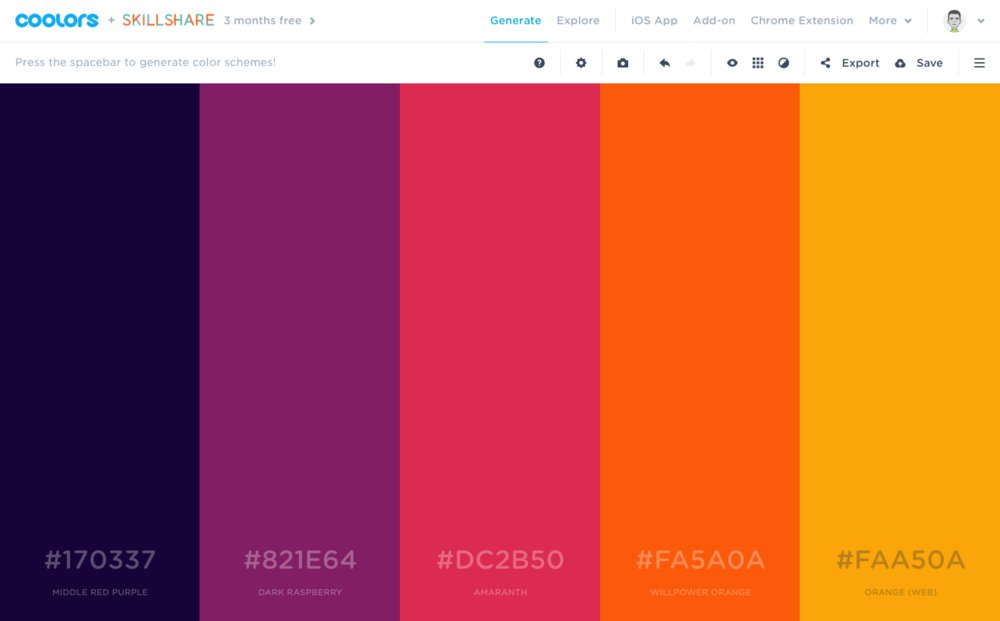 coolors + SKILLSHARE 3 months free
Generate Explore iOS App Add-on Chrome Extension More
Press the spacebar to generate color schemes!
Export Save
#170337 #821E64 #DC2B50 #FA5A0A #FAA50A
MIDDLE RED PURPLE DARK RASPBERRY AMARANTH WILLPOWER ORANGE ORANGE (WEB)